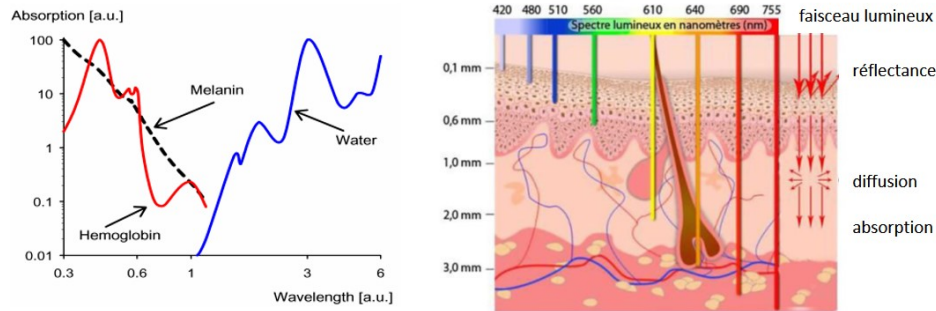 Absorption [a.u.]
100
10
1
0.1
0.01
Melanin
Water
Hemoglobin
0.3
0.6
1
3
6
Wavelength [a.u.]
420 480 510 560 610 640 690 755
Spectre lumineux en nanomètres (nm)
0,1 mm
0,6 mm
1,0 mm
2,0 mm
3,0 mm
faisceau lumineux
réflectance
diffusion
absorption